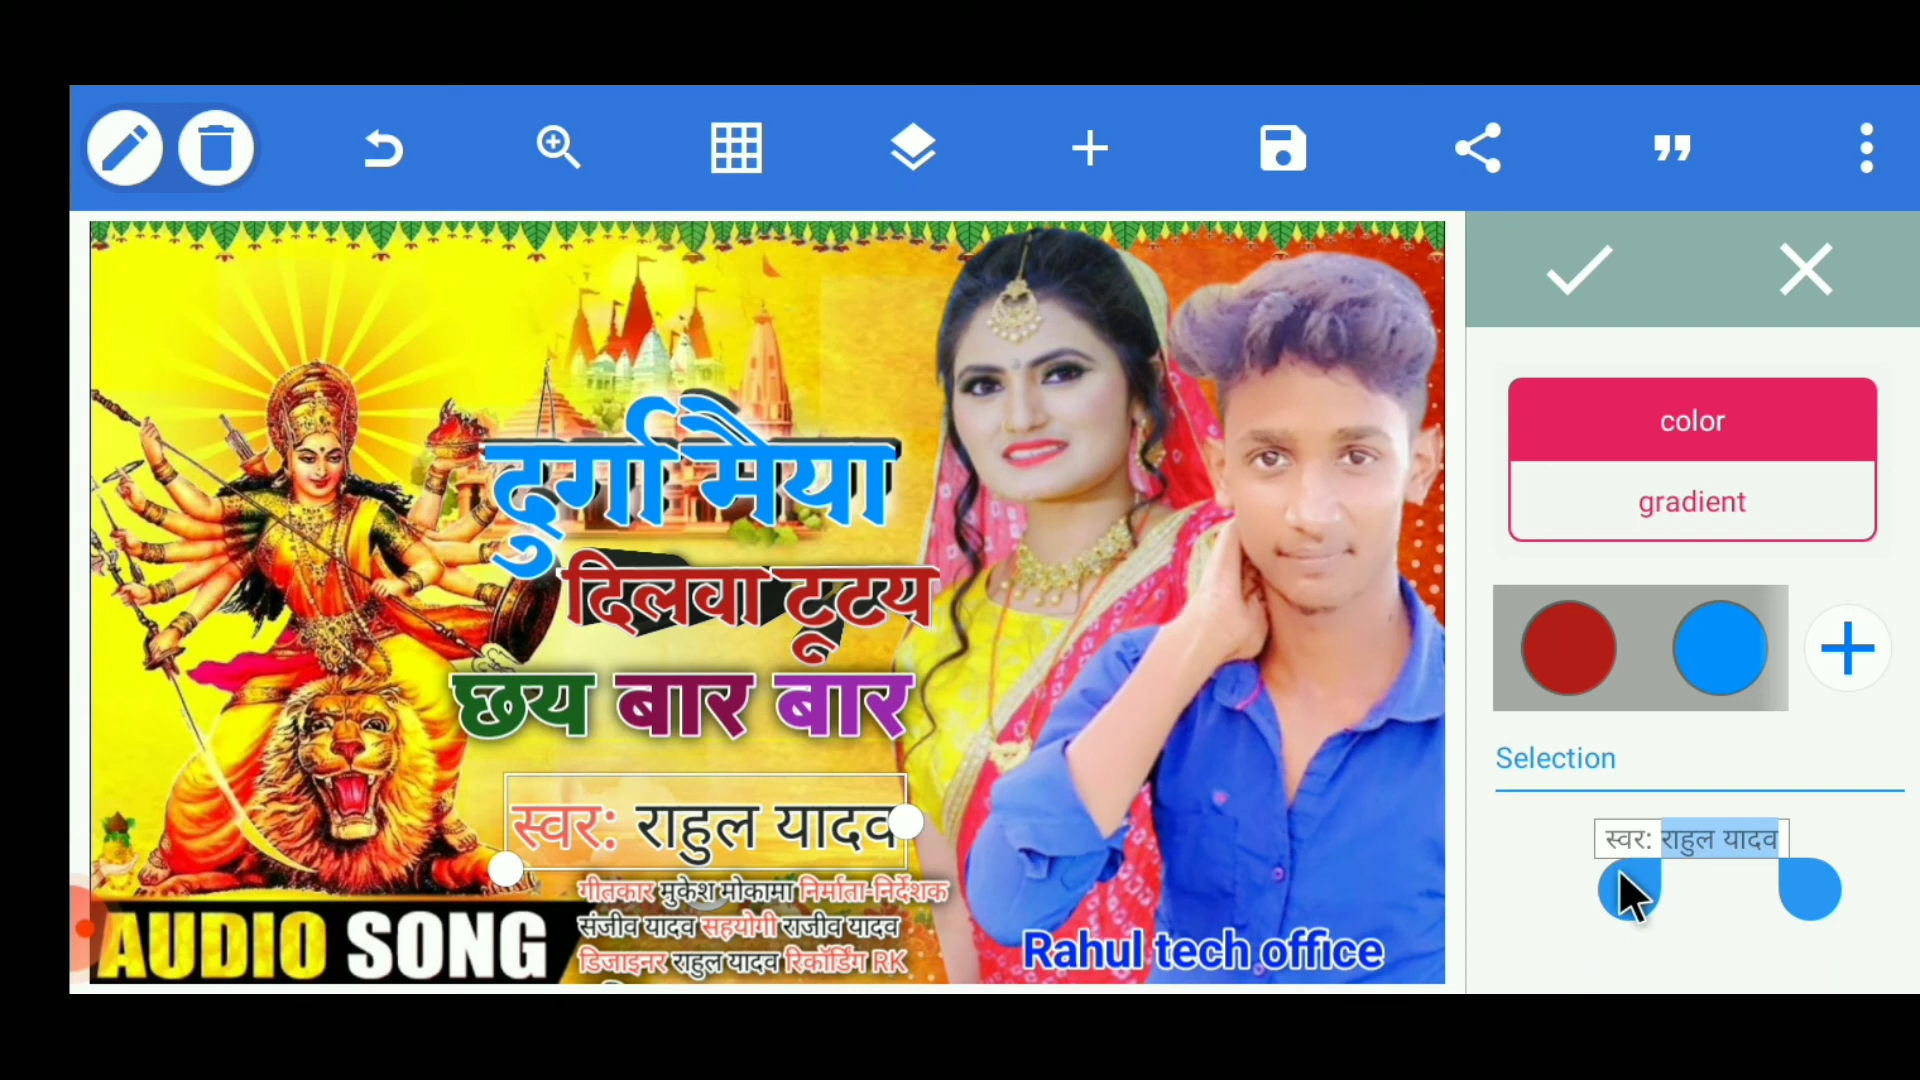 दुर्गा मैया
दिलवा टूटय
छय बार बार
स्वर: राहुल यादव
गीतकार मुकेश मोकामा निर्माता-निर्देशक
संजीव यादव सहयोगी राजीव यादव
डिजाइनर राहुल यादव रिकॉर्डिंग RK
AUDIO SONG
Rahul tech office
color
gradient
Selection
स्वर: राहुल यादव